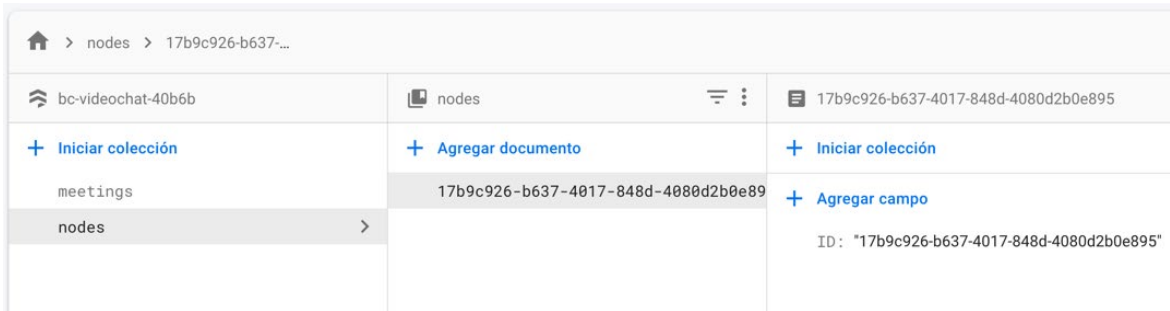 nodes > 17b9c926-b637-...
bc-videochat-40b6b
+ Iniciar colección
meetings
nodes
nodes
+ Agregar documento
17b9c926-b637-4017-848d-4080d2b0e89
17b9c926-b637-4017-848d-4080d2b0e895
+ Iniciar colección
+ Agregar campo
ID: "17b9c926-b637-4017-848d-4080d2b0e895"